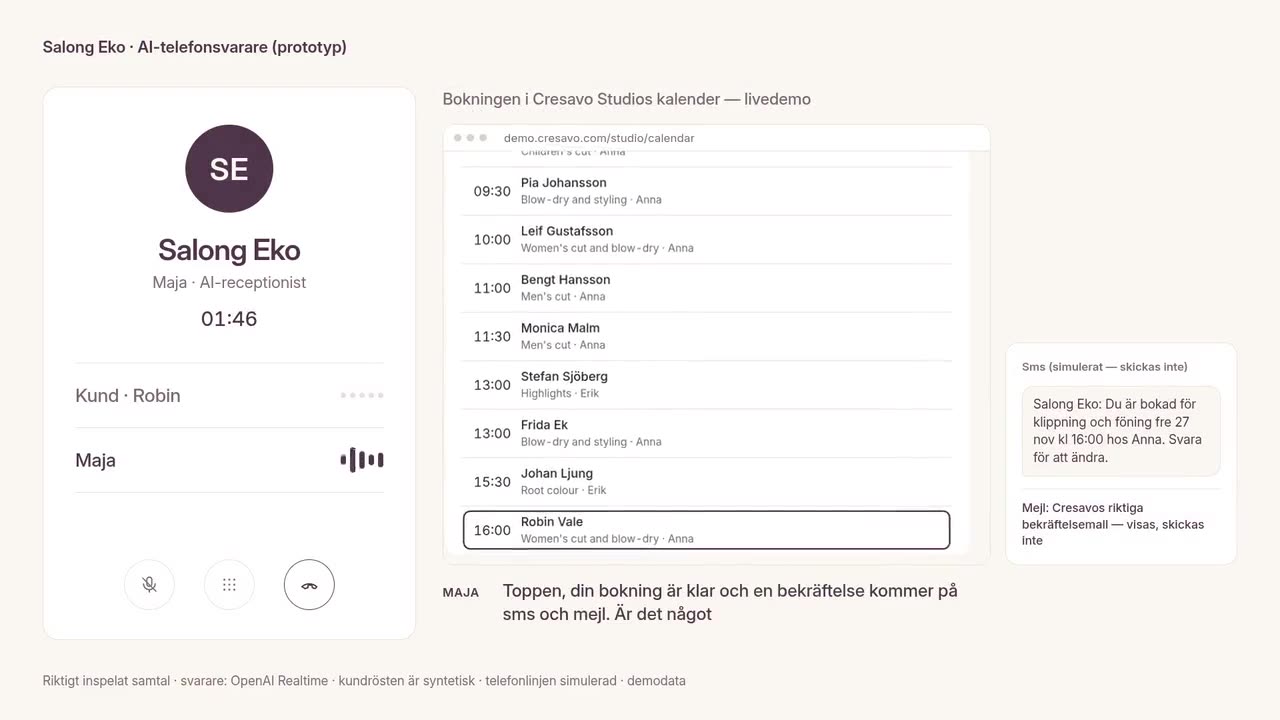 Salong Eko · AI-telefonsvarare (prototyp)
SE
Salong Eko
Maja · AI-receptionist
01:46
Kund · Robin
Maja
Bokningen i Cresavo Studios kalender — livedemo
demo.cresavo.com/studio/calendar
Children's cut · Anna
09:30 Pia Johansson
Blow-dry and styling · Anna
10:00 Leif Gustafsson
Women's cut and blow-dry · Anna
11:00 Bengt Hansson
Men's cut · Anna
11:30 Monica Malm
Men's cut · Anna
13:00 Stefan Sjöberg
Highlights · Erik
13:00 Frida Ek
Blow-dry and styling · Anna
15:30 Johan Ljung
Root colour · Erik
16:00 Robin Vale
Women's cut and blow-dry · Anna
MAJA Toppen, din bokning är klar och en bekräftelse kommer på
sms och mejl. Är det något
Sms (simulerat — skickas inte)
Salong Eko: Du är bokad för
klippning och föning fre 27
nov kl 16:00 hos Anna. Svara
för att ändra.
Mejl: Cresavos riktiga
bekräftelsemall — visas, skickas
inte
Riktigt inspelat samtal · svarare: OpenAI Realtime · kundrösten är syntetisk · telefonlinjen simulerad · demodata